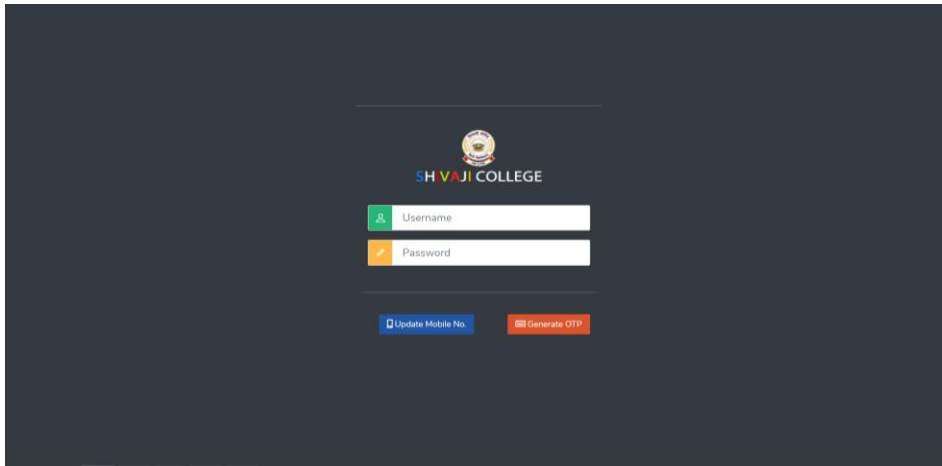 SHIVAJI COLLEGE
Username
Password
Update Mobile No.
Generate OTP